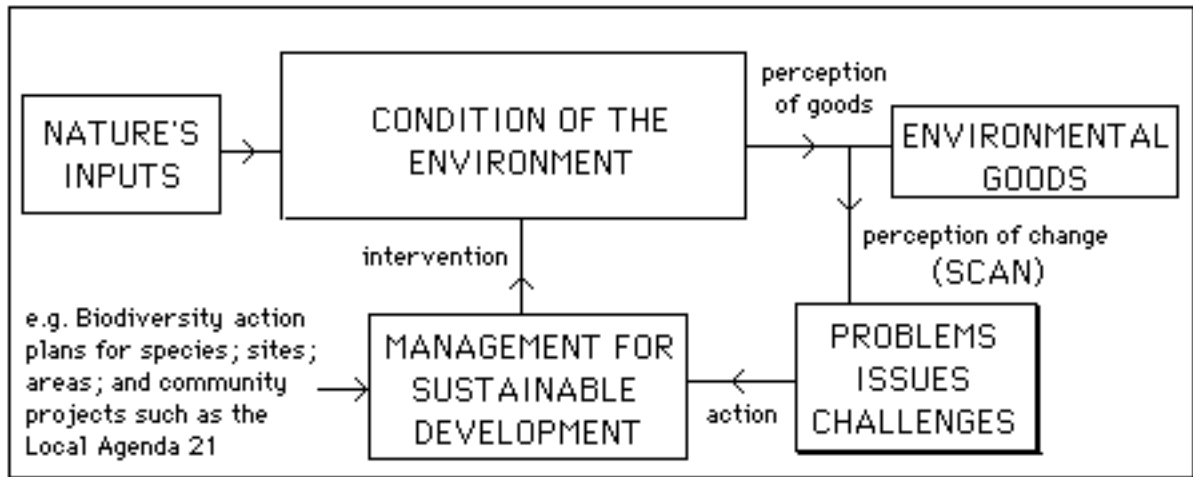 NATURE'S
INPUTS
CONDITION OF THE
ENVIRONMENT
perception
of goods
ENVIRONMENTAL
GOODS
perception of change
(SCAN)
intervention
e.g. Biodiversity action
plans for species; sites;
areas; and community
projects such as the
Local Agenda 21
MANAGEMENT FOR
SUSTAINABLE
DEVELOPMENT
action
PROBLEMS
ISSUES
CHALLENGES